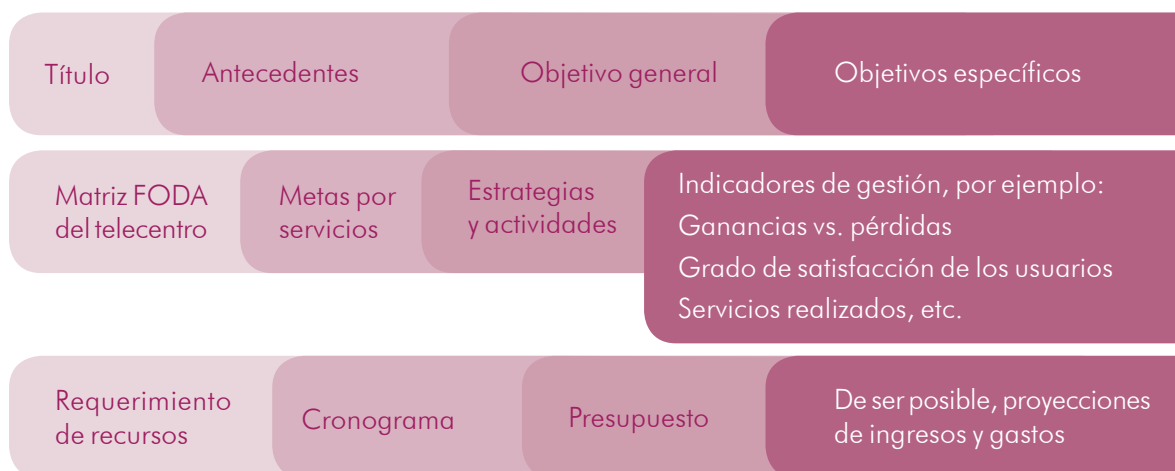 Título
Antecedentes
Objetivo general
Objetivos específicos
Matriz FODA
del telecentro
Metas por
servicios
Estrategias
y actividades
Indicadores de gestión, por ejemplo:
Ganancias vs. pérdidas
Grado de satisfacción de los usuarios
Servicios realizados, etc.
Requerimiento
de recursos
Cronograma
Presupuesto
De ser posible, proyecciones
de ingresos y gastos